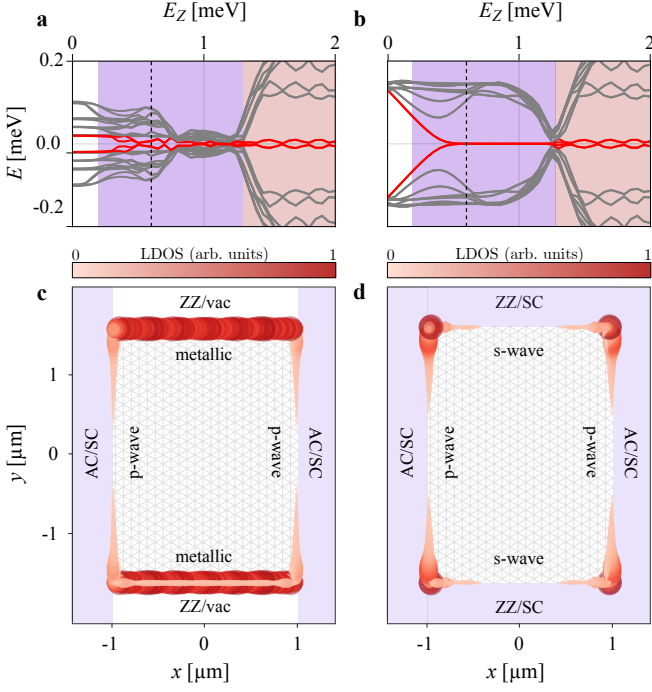 a
E_Z [meV]
0 1 2
0.2
0.0
-0.2
E [meV]
b
E_Z [meV]
0 1 2
0 LDOS (arb. units) 1
0 LDOS (arb. units) 1
c
ZZ/vac
metallic
AC/SC
p-wave
p-wave
AC/SC
metallic
ZZ/vac
1
0
-1
y [µm]
-1 0 1
x [µm]
d
ZZ/SC
s-wave
AC/SC
p-wave
p-wave
AC/SC
s-wave
ZZ/SC
-1 0 1
x [µm]